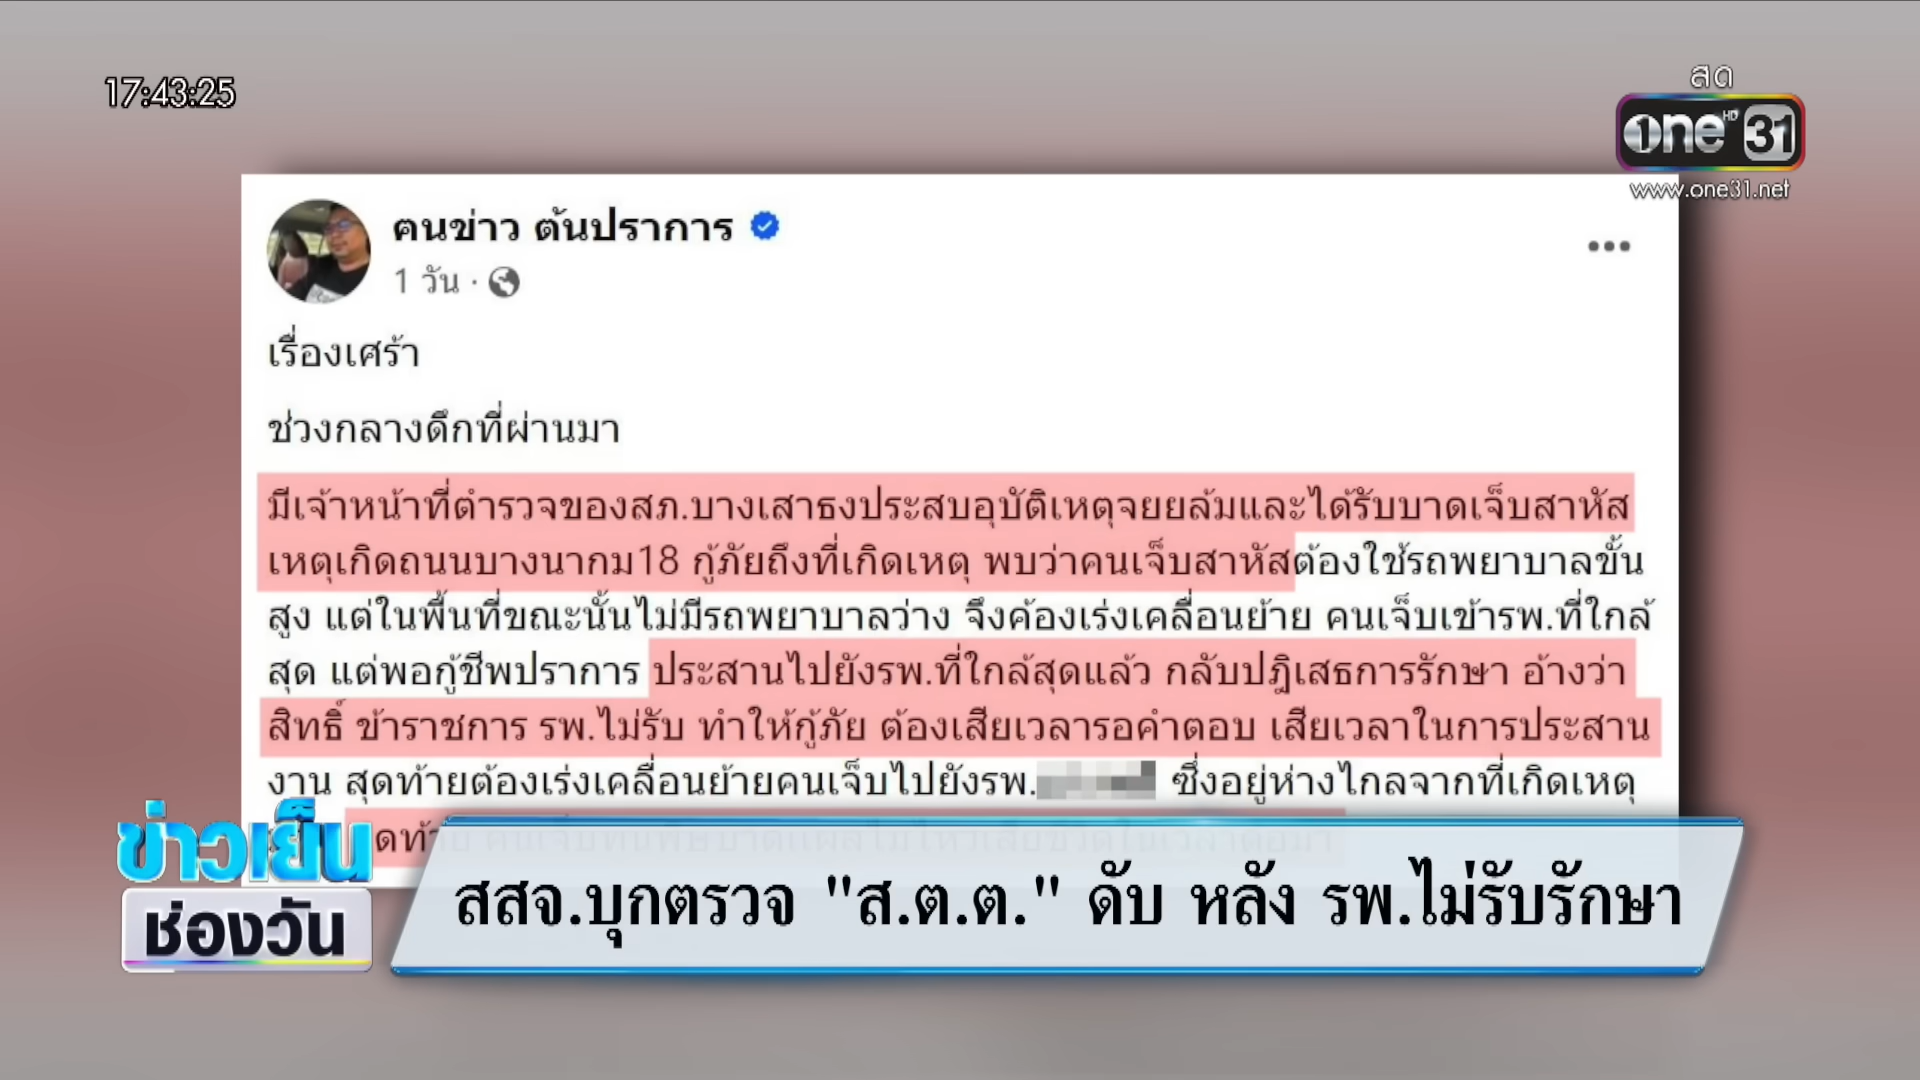 17:43:25
สด
one HD 31
www.one31.net
ฅนข่าว ต้นปราการ
1 วัน ·
เรื่องเศร้า
ช่วงกลางดึกที่ผ่านมา
มีเจ้าหน้าที่ตำรวจของสภ.บางเสาธงประสบอุบัติเหตุจยยล้มและได้รับบาดเจ็บสาหัส
เหตุเกิดถนนบางนากม18 กู้ภัยถึงที่เกิดเหตุ พบว่าคนเจ็บสาหัสต้องใช้รถพยาบาลขั้น
สูง แต่ในพื้นที่ขณะนั้นไม่มีรถพยาบาลว่าง จึงค้องเร่งเคลื่อนย้าย คนเจ็บเข้ารพ.ที่ใกล้
สุด แต่พอกู้ชีพปราการ ประสานไปยังรพ.ที่ใกล้สุดแล้ว กลับปฎิเสธการรักษา อ้างว่า
สิทธิ์ ข้าราชการ รพ.ไม่รับ ทำให้กู้ภัย ต้องเสียเวลารอคำตอบ เสียเวลาในการประสาน
งาน สุดท้ายต้องเร่งเคลื่อนย้ายคนเจ็บไปยังรพ. ซึ่งอยู่ห่างไกลจากที่เกิดเหตุ
ข่าวเย็น
ช่องวัน
สสจ.บุกตรวจ "ส.ต.ต." ดับ หลัง รพ.ไม่รับรักษา